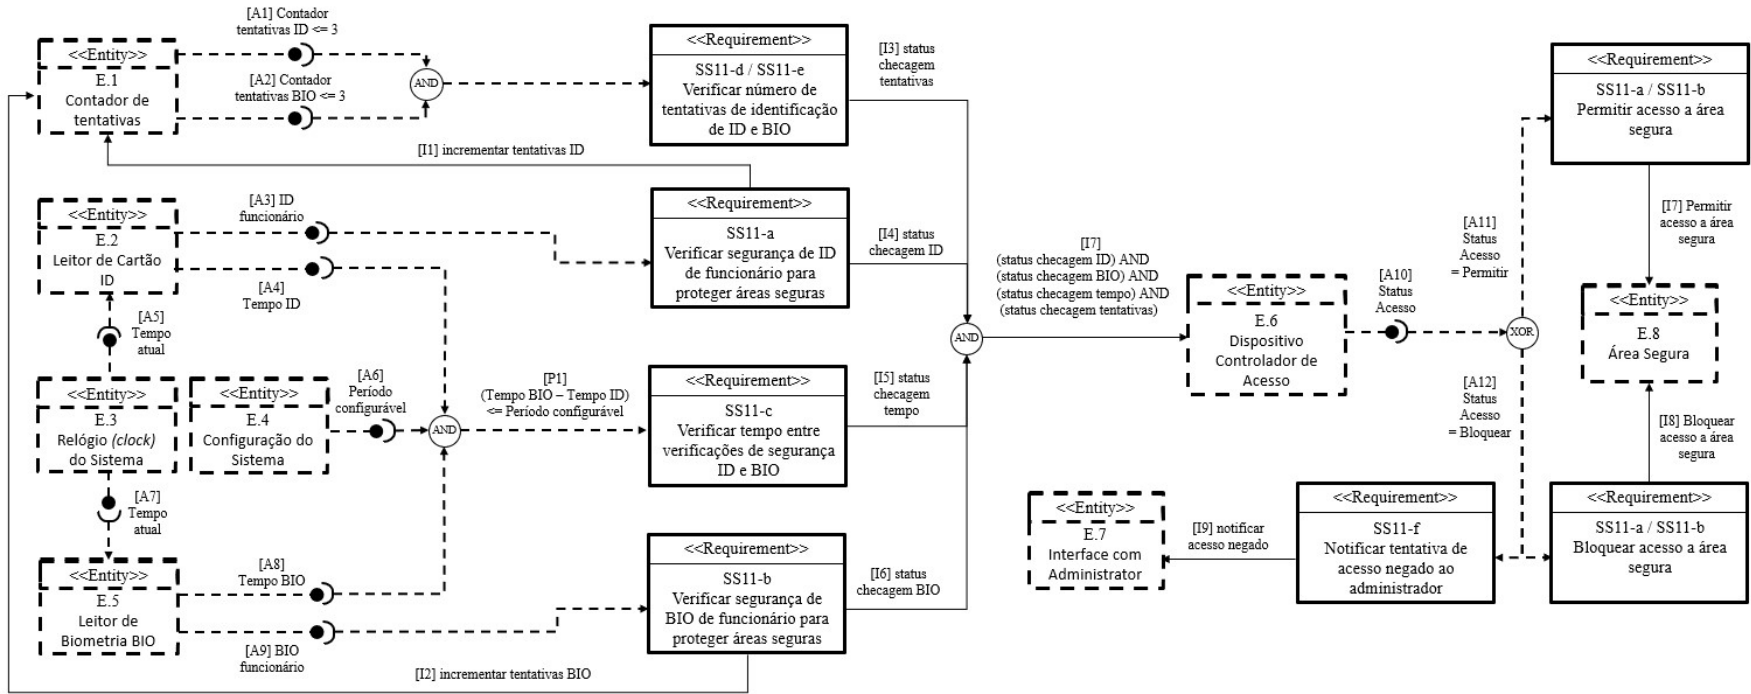 [A1] Contador
tentativas ID <= 3
<<Entity>>
E.1
Contador de
tentativas
[A2] Contador
tentativas BIO <= 3
AND
<<Requirement>>
SS11-d / SS11-e
Verificar número de
tentativas de identificação
de ID e BIO
[I3] status
checagem
tentativas
[I1] incrementar tentativas ID
<<Entity>>
E.2
Leitor de Cartão
ID
[A3] ID
funcionário
[A4]
Tempo ID
<<Requirement>>
SS11-a
Verificar segurança de ID
de funcionário para
proteger áreas seguras
[I4] status
checagem ID
[A5]
Tempo
atual
<<Entity>>
E.3
Relógio (clock)
do Sistema
<<Entity>>
E.4
Configuração do
Sistema
[A6]
Período
configurável
AND
[P1]
(Tempo BIO – Tempo ID)
<= Período configurável
<<Requirement>>
SS11-c
Verificar tempo entre
verificações de segurança
ID e BIO
[I5] status
checagem
tempo
[A7]
Tempo
atual
<<Entity>>
E.5
Leitor de
Biometria BIO
[A8]
Tempo BIO
[A9] BIO
funcionário
<<Requirement>>
SS11-b
Verificar segurança de
BIO de funcionário para
proteger áreas seguras
[I6] status
checagem BIO
[I2] incrementar tentativas BIO
AND
[I7]
(status checagem ID) AND
(status checagem BIO) AND
(status checagem tempo) AND
(status checagem tentativas)
<<Entity>>
E.6
Dispositivo
Controlador de
Acesso
[A10]
Status
Acesso
XOR
[A11]
Status
Acesso
= Permitir
[A12]
Status
Acesso
= Bloquear
<<Requirement>>
SS11-a / SS11-b
Permitir acesso a área
segura
[I7] Permitir
acesso a área
segura
<<Entity>>
E.8
Área Segura
[I8] Bloquear
acesso a área
segura
<<Requirement>>
SS11-a / SS11-b
Bloquear acesso a área
segura
<<Requirement>>
SS11-f
Notificar tentativa de
acesso negado ao
administrador
[I9] notificar
acesso negado
<<Entity>>
E.7
Interface com
Administrator